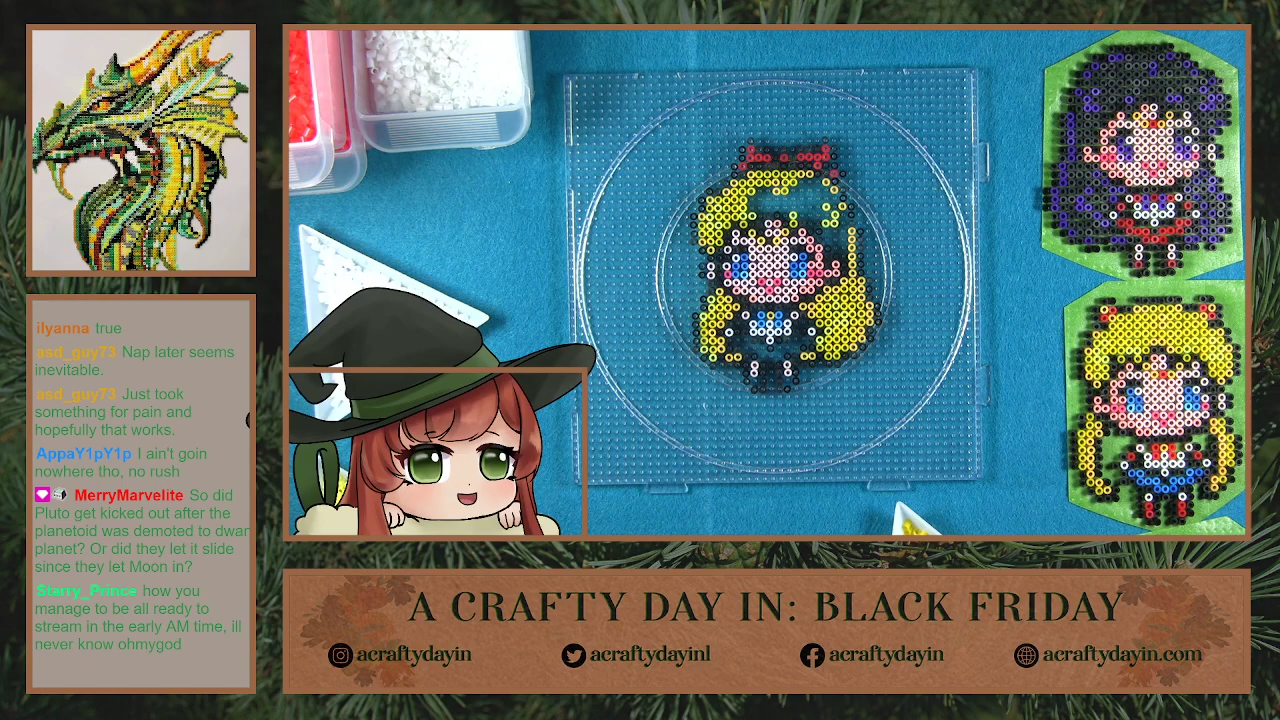 ilyanna true
asd_guy73 Nap later seems
inevitable.
asd_guy73 Just took
something for pain and
hopefully that works.
AppaY1pY1p I ain't goin
nowhere tho, no rush
MerryMarvelite So did
Pluto get kicked out after the
planetoid was demoted to dwar
planet? Or did they let it slide
since they let Moon in?
Starry_Prince how you
manage to be all ready to
stream in the early AM time, ill
never know ohmygod
A CRAFTY DAY IN: BLACK FRIDAY
acraftydayin acraftydayinl acraftydayin acraftydayin.com